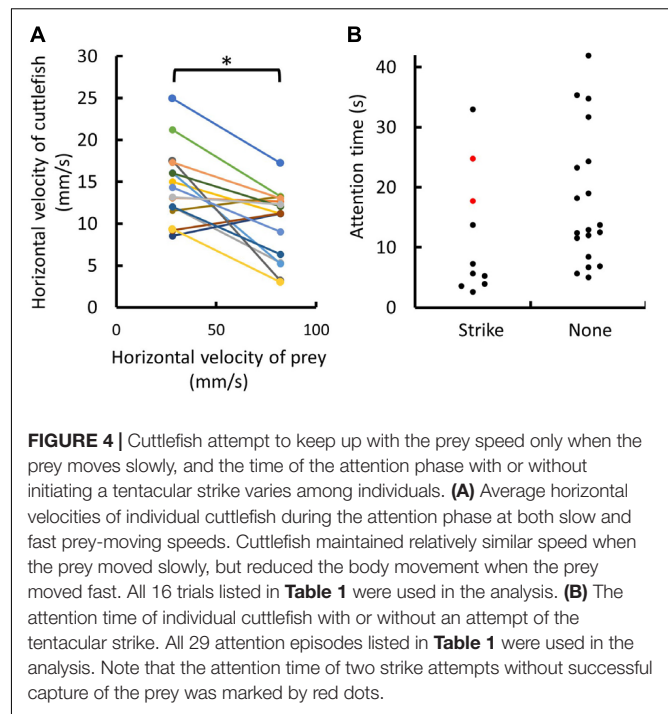 A
B
*
30
25
20
15
10
5
0
0
50
100
Horizontal velocity of cuttlefish
(mm/s)
Horizontal velocity of prey
(mm/s)
40
30
20
10
0
Attention time (s)
Strike
None
FIGURE 4 | Cuttlefish attempt to keep up with the prey speed only when the
prey moves slowly, and the time of the attention phase with or without
initiating a tentacular strike varies among individuals. (A) Average horizontal
velocities of individual cuttlefish during the attention phase at both slow and
fast prey-moving speeds. Cuttlefish maintained relatively similar speed when
the prey moved slowly, but reduced the body movement when the prey
moved fast. All 16 trials listed in Table 1 were used in the analysis. (B) The
attention time of individual cuttlefish with or without an attempt of the
tentacular strike. All 29 attention episodes listed in Table 1 were used in the
analysis. Note that the attention time of two strike attempts without successful
capture of the prey was marked by red dots.